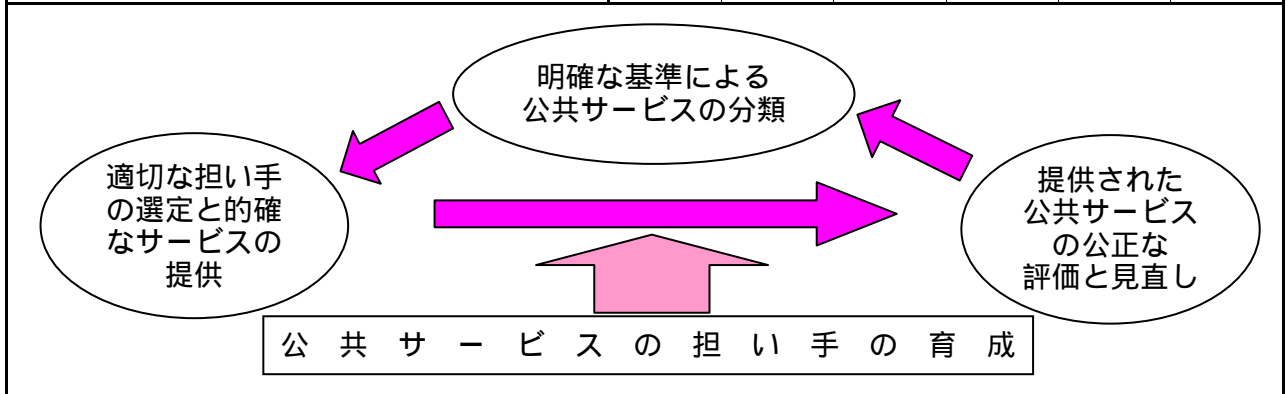 明確な基準による
公共サービスの分類
適切な担い手
の選定と的確
なサービスの
提供
提供された
公共サービス
の公正な
評価と見直し
公共サービスの担い手の育成